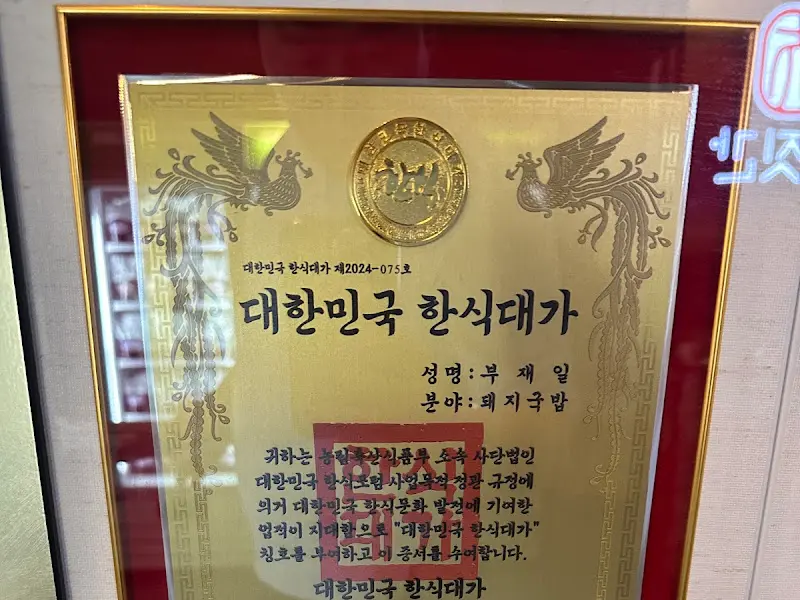 대한민국 한식대가 제2024-075호
대한민국 한식대가
성명:부 재 일
분야:돼지국밥
귀하는 농림축산식품부 소속 사단법인
대한민국 한식포럼 사업목적 정관 규정에
의거 대한민국 한식문화 발전에 기여한
업적이 지대함으로 "대한민국 한식대가"
칭호를 부여하고 이 증서를 수여합니다.
대한민국 한식대가